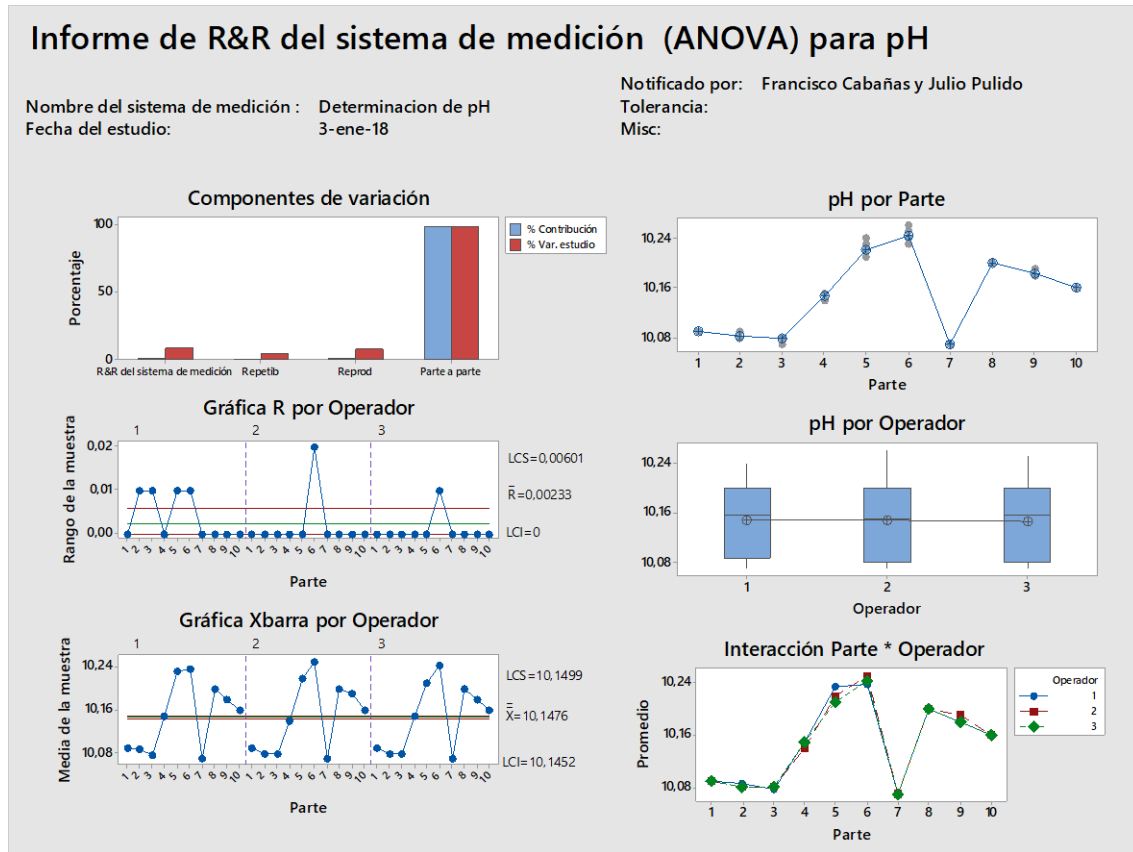 Informe de R&R del sistema de medición (ANOVA) para pH
Nombre del sistema de medición : Determinacion de pH
Fecha del estudio: 3-ene-18
Notificado por: Francisco Cabañas y Julio Pulido
Tolerancia:
Misc:
Componentes de variación
Porcentaje
100
50
0
R&R del sistema de medición Repetib Reprod Parte a parte
% Contribución
% Var. estudio
Gráfica R por Operador
1 2 3
Rango de la muestra
0,02
0,01
0,00
LCS=0,00601
R=0,00233
LCI=0
1 2 3 4 5 6 7 8 9 10 1 2 3 4 5 6 7 8 9 10 1 2 3 4 5 6 7 8 9 10
Parte
Gráfica Xbarra por Operador
1 2 3
Media de la muestra
10,24
10,16
10,08
LCS=10,1499
X=10,1476
LCI=10,1452
1 2 3 4 5 6 7 8 9 10 1 2 3 4 5 6 7 8 9 10 1 2 3 4 5 6 7 8 9 10
Parte
pH por Parte
10,24
10,16
10,08
1 2 3 4 5 6 7 8 9 10
Parte
pH por Operador
10,24
10,16
10,08
1 2 3
Operador
Interacción Parte * Operador
Promedio
10,24
10,16
10,08
1 2 3 4 5 6 7 8 9 10
Parte
Operador
1
2
3